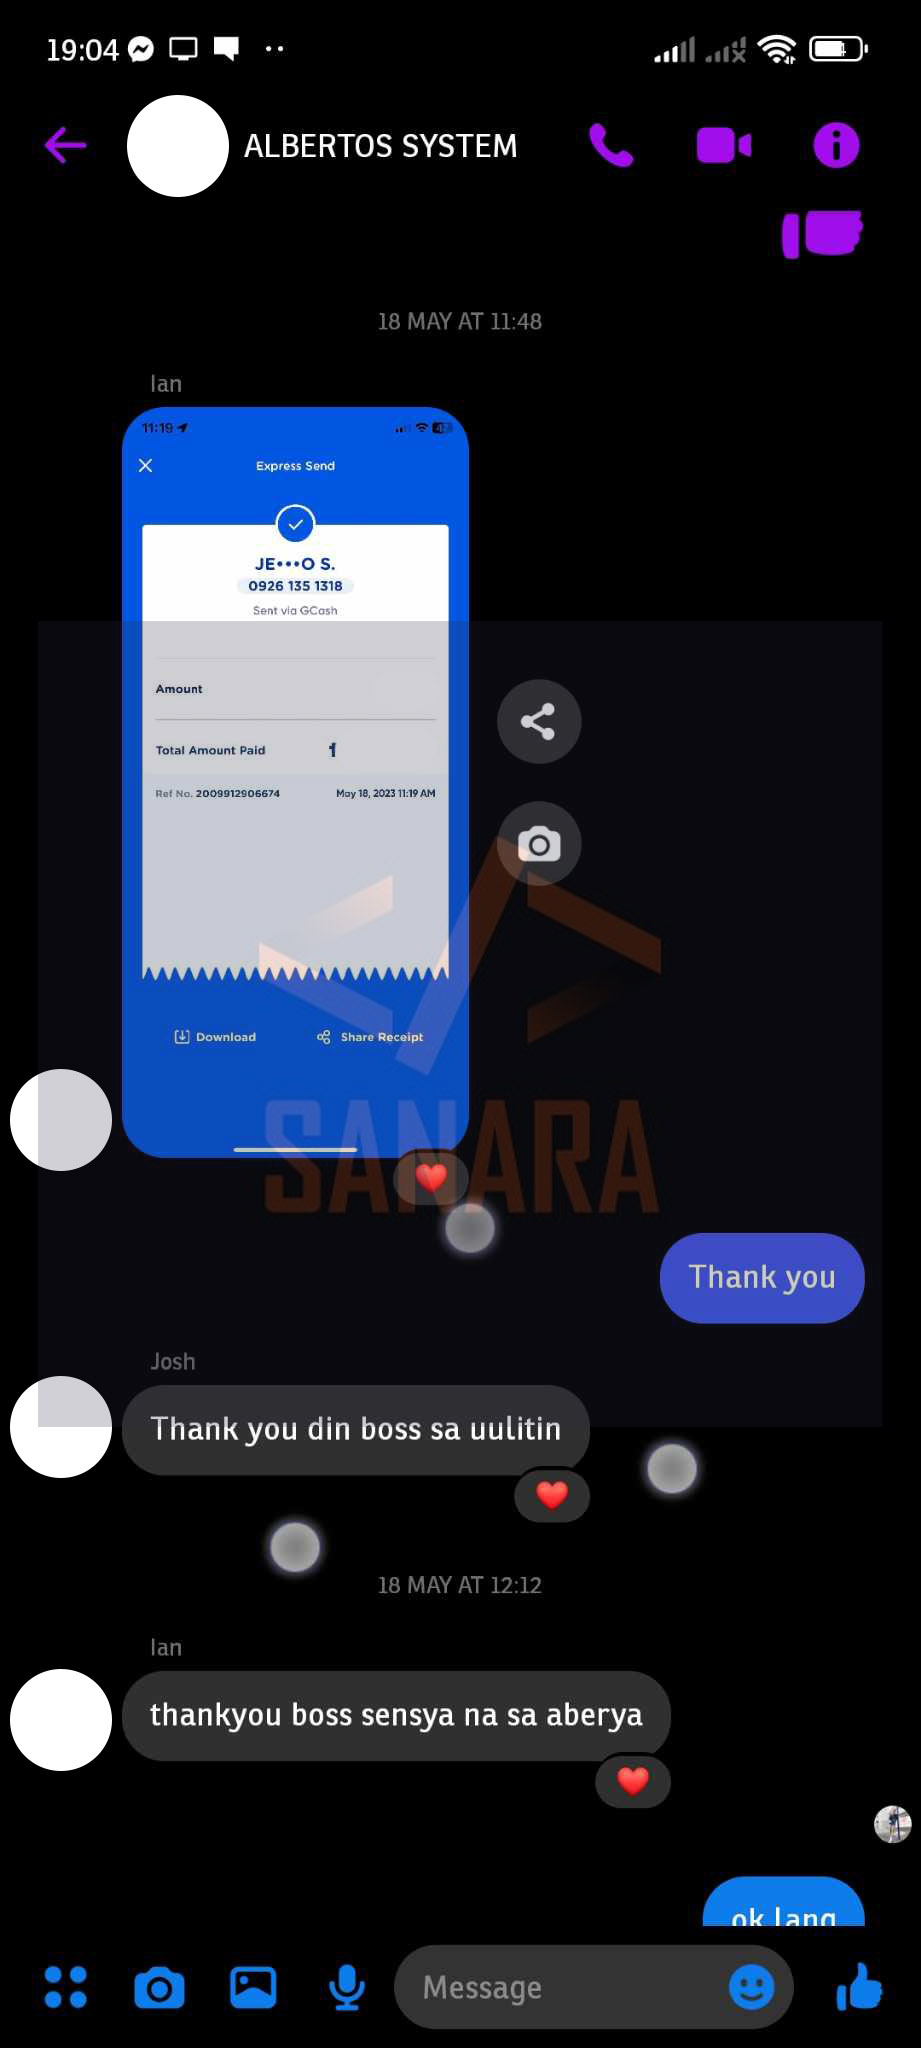 19:04
ALBERTOS SYSTEM
18 MAY AT 11:48
Ian
11:19
Express Send
JE•••O S.
0926 135 1318
Sent via GCash
Amount
Total Amount Paid
Ref No. 2009912906674 May 18, 2023 11:19 AM
Download Share Receipt
SANARA
Thank you
Josh
Thank you din boss sa uulitin
18 MAY AT 12:12
Ian
thankyou boss sensya na sa aberya
ok lang
Message